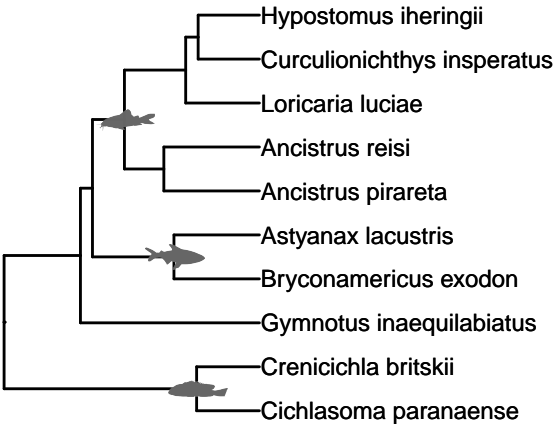 Hypostomus iheringii
Curculionichthys insperatus
Loricaria luciae
Ancistrus reisi
Ancistrus pirareta
Astyanax lacustris
Bryconamericus exodon
Gymnotus inaequilabiatus
Crenicichla britskii
Cichlasoma paranaense